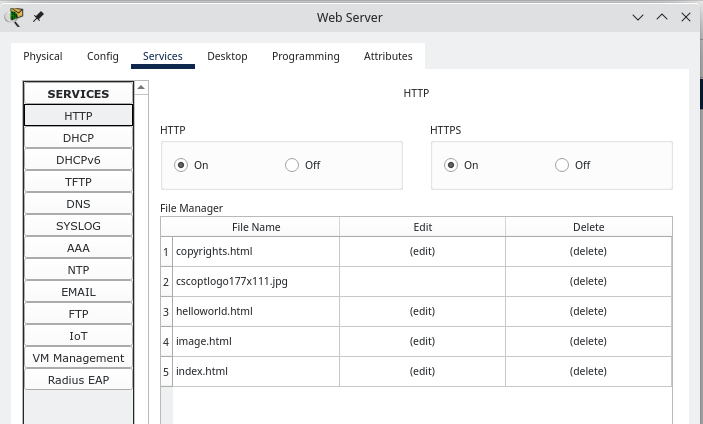 Web Server
Physical Config Services Desktop Programming Attributes
SERVICES
HTTP
DHCP
DHCPv6
TFTP
DNS
SYSLOG
AAA
NTP
EMAIL
FTP
IoT
VM Management
Radius EAP
HTTP
HTTP
On Off
HTTPS
On Off
File Manager
File Name Edit Delete
1 copyrights.html (edit) (delete)
2 cscoptlogo177x111.jpg (delete)
3 helloworld.html (edit) (delete)
4 image.html (edit) (delete)
5 index.html (edit) (delete)